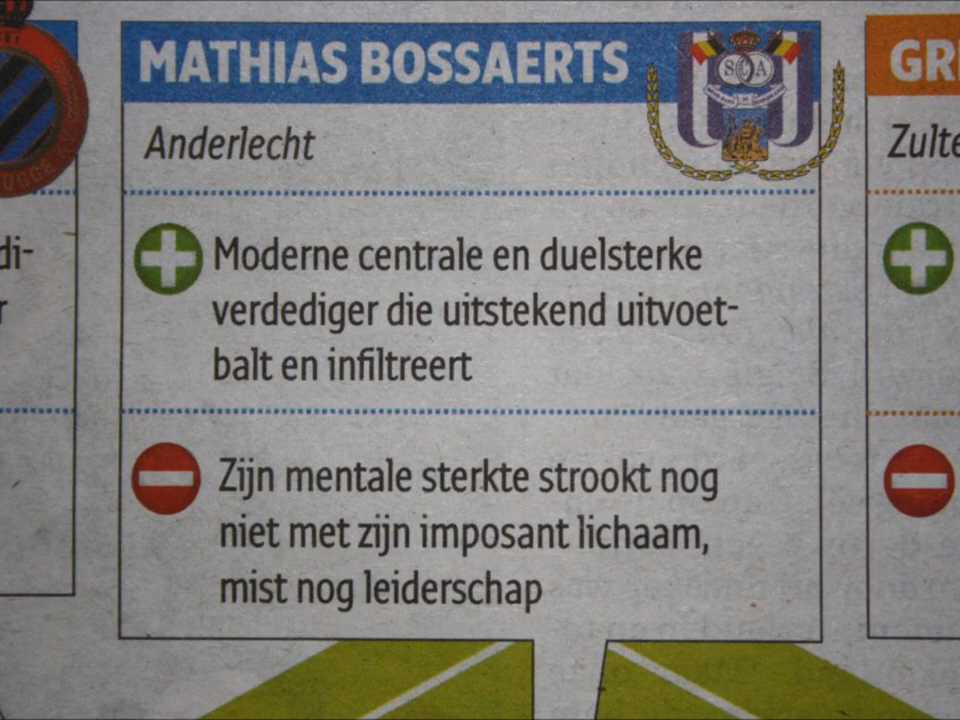 MATHIAS BOSSAERTS
Anderlecht
Moderne centrale en duelsterke
verdediger die uitstekend uitvoet-
balt en infiltreert
Zijn mentale sterkte strookt nog
niet met zijn imposant lichaam,
mist nog leiderschap
di-
r
GR
Zulte
SCA